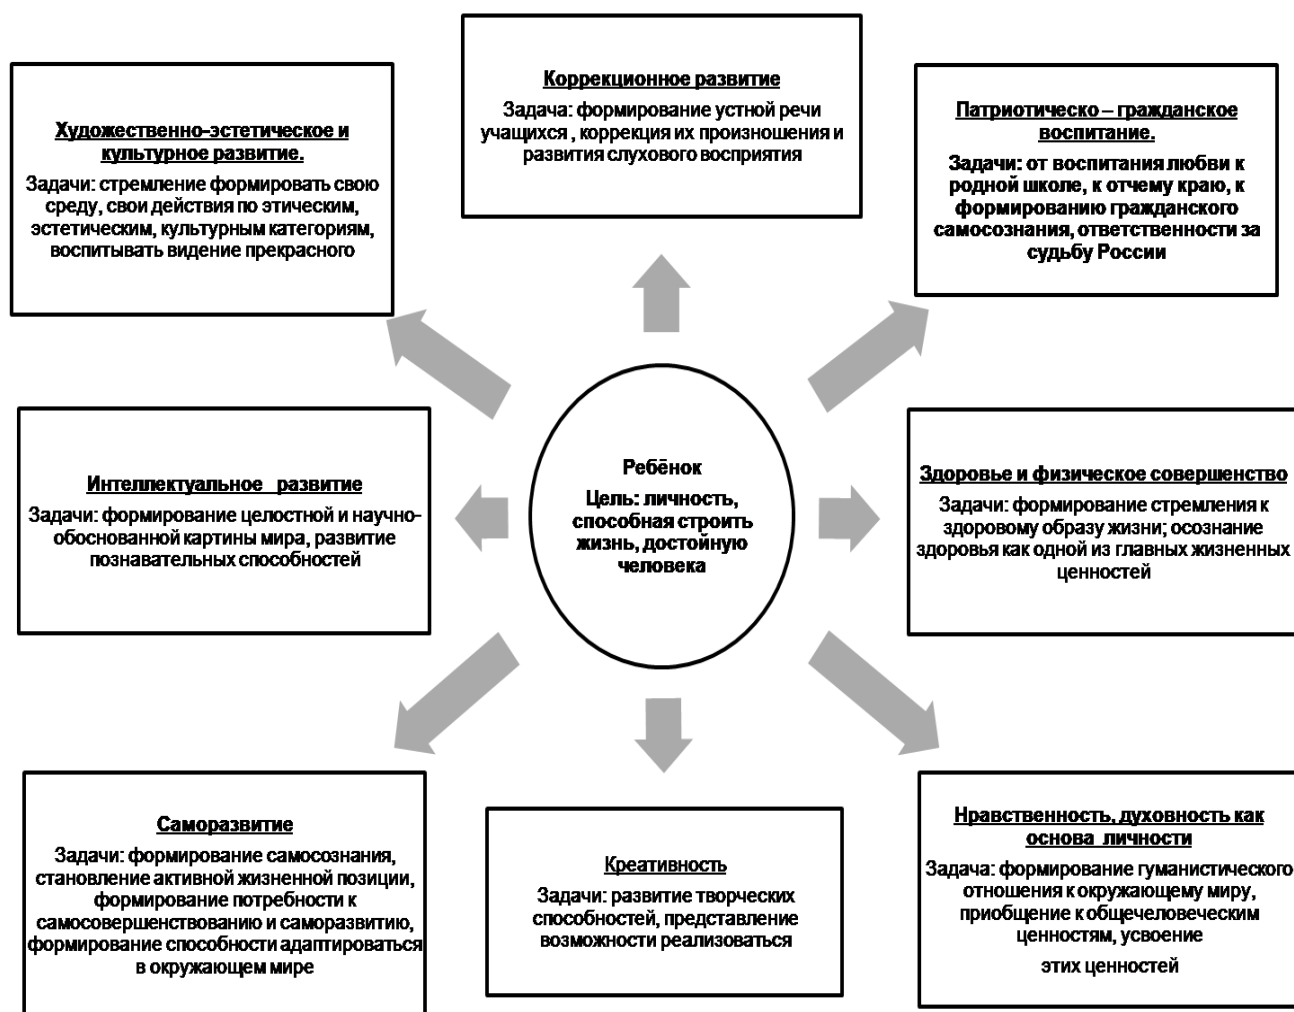 Коррекционное развитие
Задача: формирование устной речи
учащихся , коррекция их произношения и
развития слухового восприятия
Художественно-эстетическое и
культурное развитие.
Задачи: стремление формировать свою
среду, свои действия по этическим,
эстетическим, культурным категориям,
воспитывать видение прекрасного
Патриотическо – гражданское
воспитание.
Задачи: от воспитания любви к
родной школе, к отчему краю, к
формированию гражданского
самосознания, ответственности за
судьбу России
Интеллектуальное развитие
Задачи: формирование целостной и научно-
обоснованной картины мира, развитие
познавательных способностей
Ребёнок
Цель: личность,
способная строить
жизнь, достойную
человека
Здоровье и физическое совершенство
Задачи: формирование стремления к
здоровому образу жизни; осознание
здоровья как одной из главных жизненных
ценностей
Саморазвитие
Задачи: формирование самосознания,
становление активной жизненной позиции,
формирование потребности к
самосовершенствованию и саморазвитию,
формирование способности адаптироваться
в окружающем мире
Креативность
Задачи: развитие творческих
способностей, представление
возможности реализоваться
Нравственность, духовность как
основа личности
Задача: формирование гуманистического
отношения к окружающему миру,
приобщение к общечеловеческим
ценностям, усвоение
этих ценностей